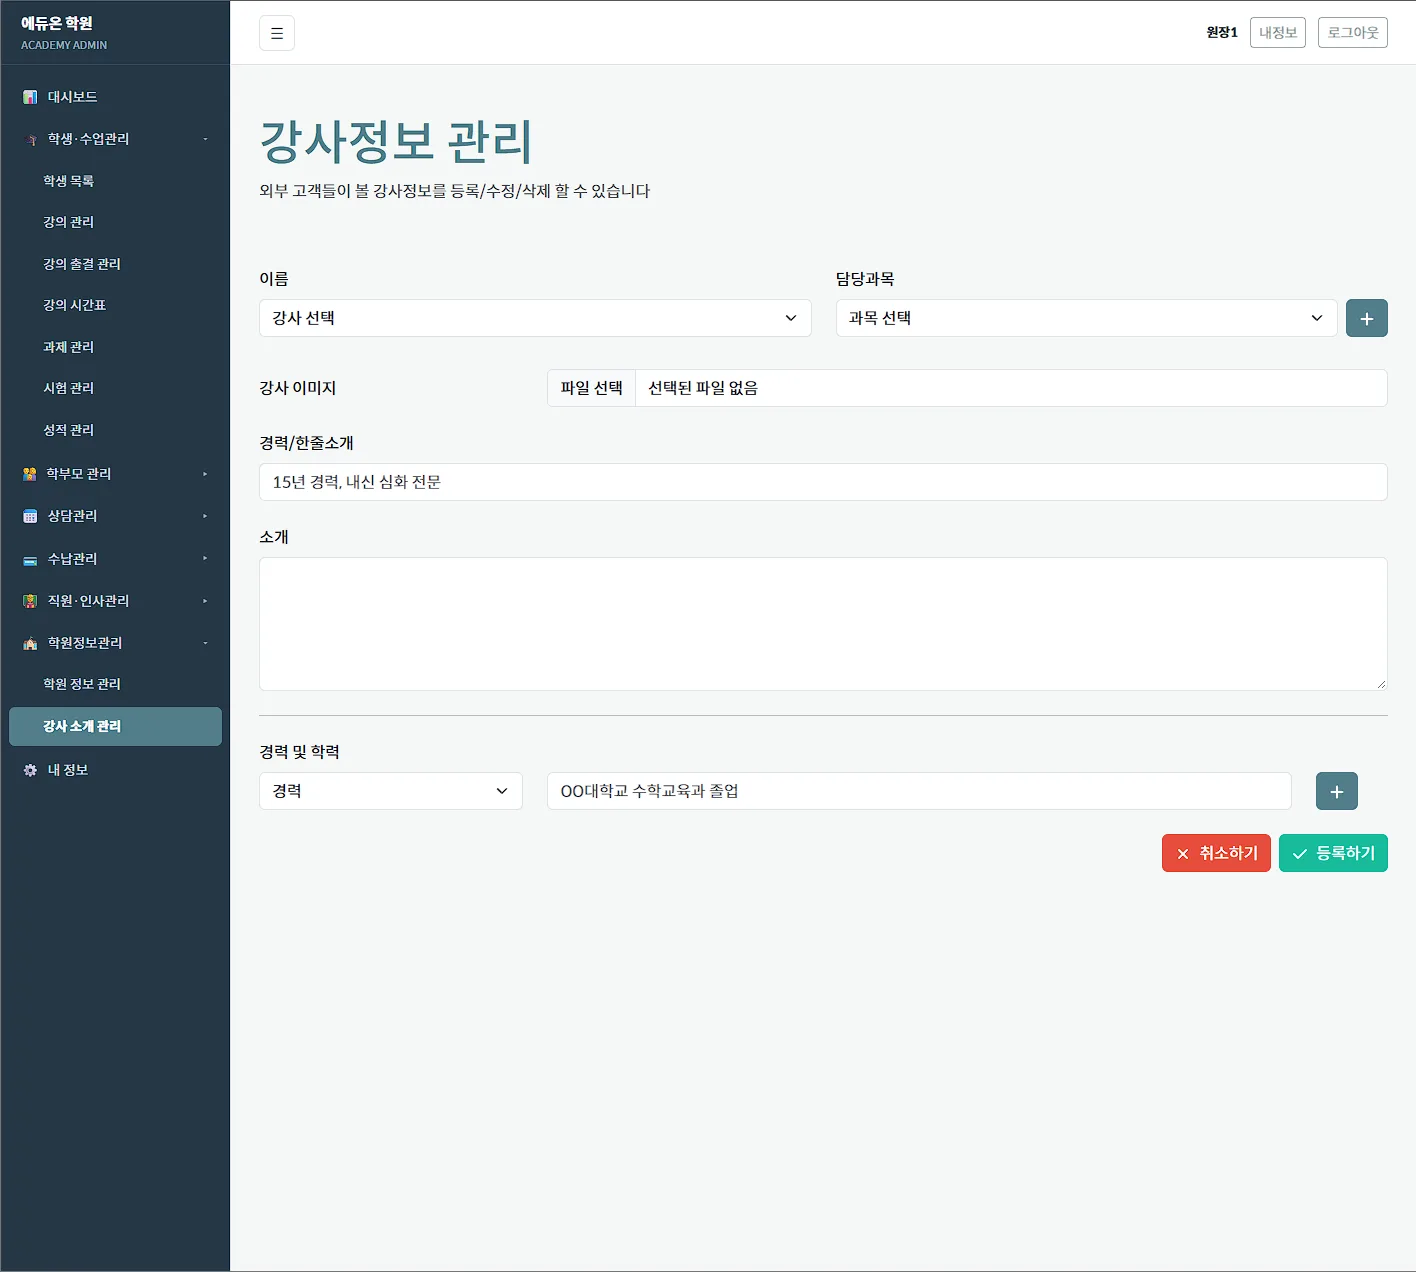 에듀온 학원
ACADEMY ADMIN
원장1
내정보
로그아웃
대시보드
학생·수업관리
학생 목록
강의 관리
강의 출결 관리
강의 시간표
과제 관리
시험 관리
성적 관리
학부모 관리
상담관리
수납관리
직원·인사관리
학원정보관리
학원 정보 관리
강사 소개 관리
내 정보
강사정보 관리
외부 고객들이 볼 강사정보를 등록/수정/삭제 할 수 있습니다
이름
담당과목
강사 선택
과목 선택
강사 이미지
파일 선택
선택된 파일 없음
경력/한줄소개
15년 경력, 내신 심화 전문
소개
경력 및 학력
경력
OO대학교 수학교육과 졸업
취소하기
등록하기